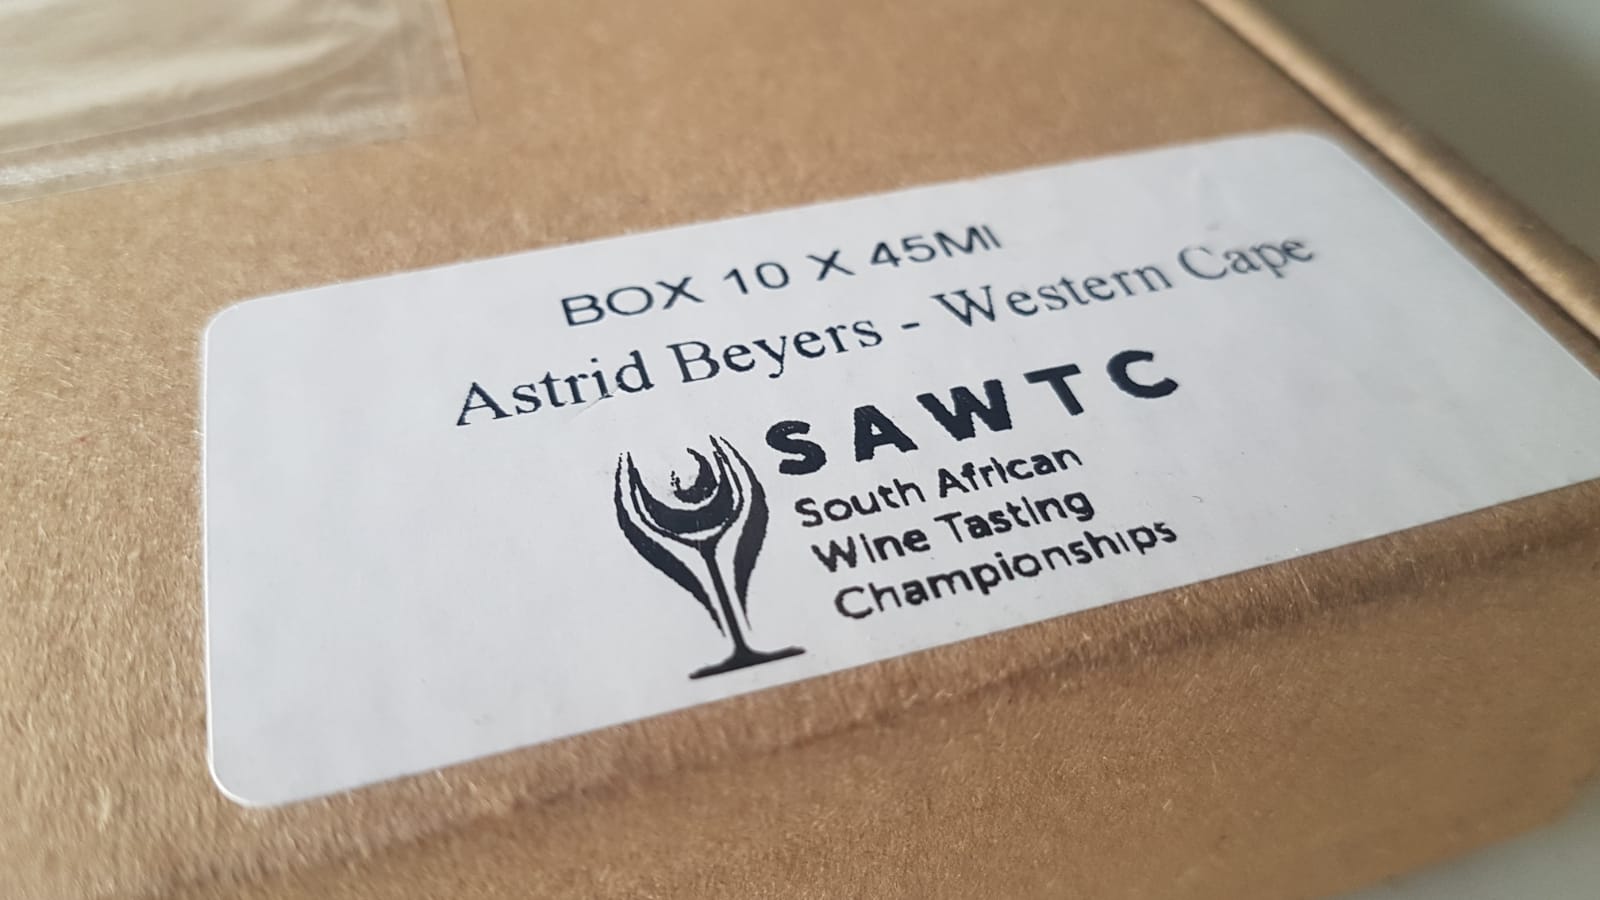 BOX 10 X 45Ml
Astrid Beyers - Western Cape
SAWTC
South African
Wine Tasting
Championships